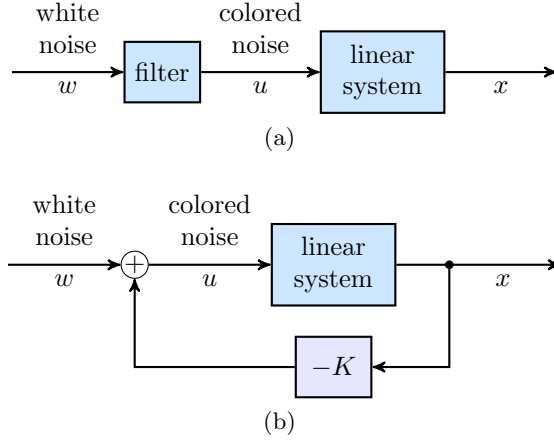 white colored
noise noise linear
filter system
w u x
(a)
white colored
noise noise linear
+ system
w u x
−K
(b)